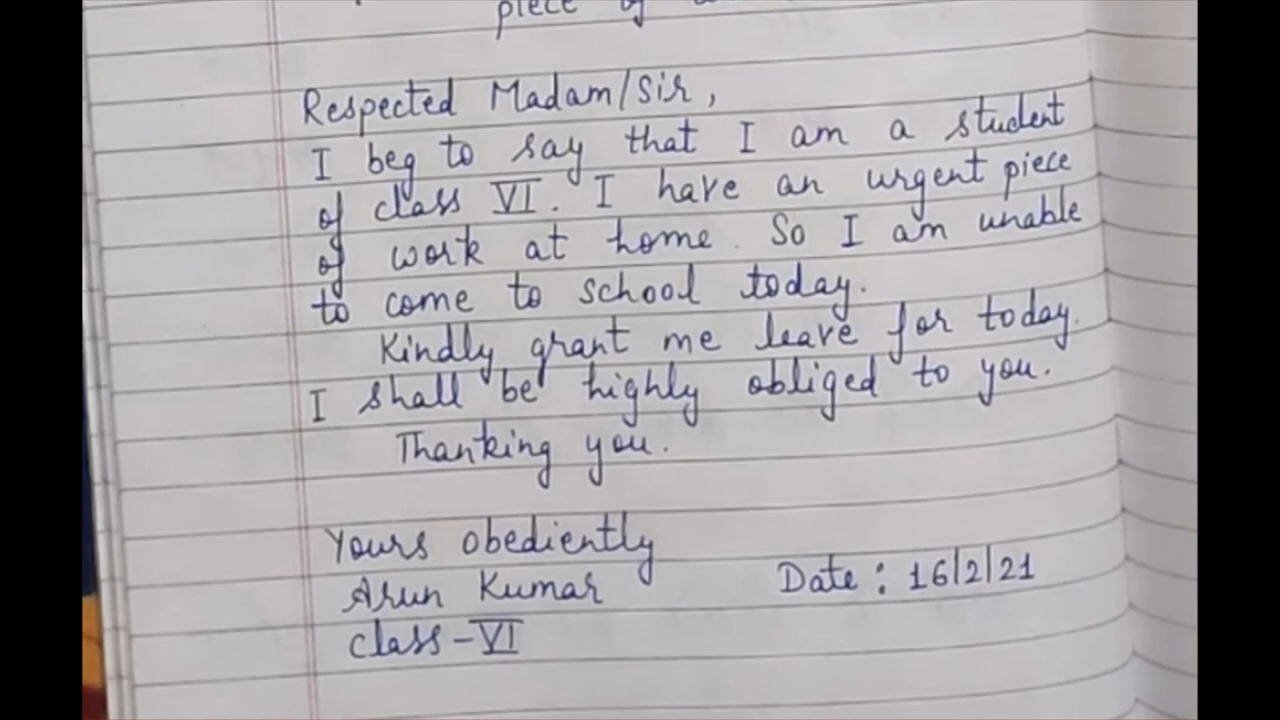 piece of
Respected Madam/Sir,
I beg to say that I am a student
of class VI. I have an urgent piece
of work at home. So I am unable
to come to school today.
Kindly grant me leave for today.
I shall be highly obliged to you.
Thanking you.
Yours obediently
Arun Kumar
Date : 16/2/21
class-VI